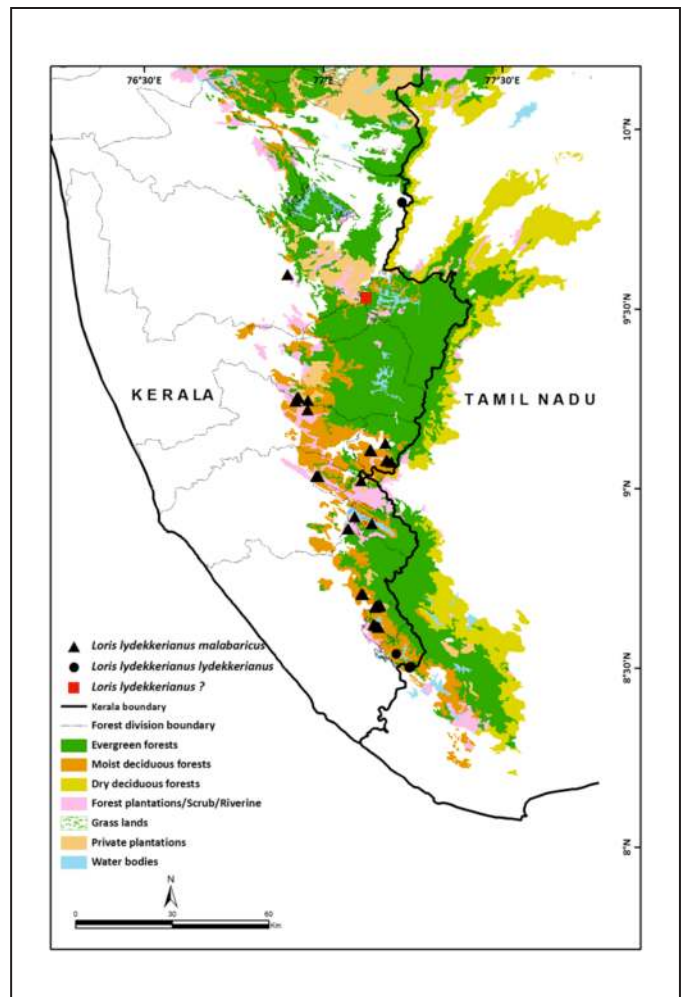 76°30'E 77°E 77°30'E
10°N
9°30'N
KERALA TAMIL NADU
9°N
8°30'N
8°N
Loris lydekkerianus malabaricus
Loris lydekkerianus lydekkerianus
Loris lydekkerianus ?
Kerala boundary
Forest division boundary
Evergreen forests
Moist deciduous forests
Dry deciduous forests
Forest plantations/Scrub/Riverine
Grass lands
Private plantations
Water bodies
N
0 30 60
Km